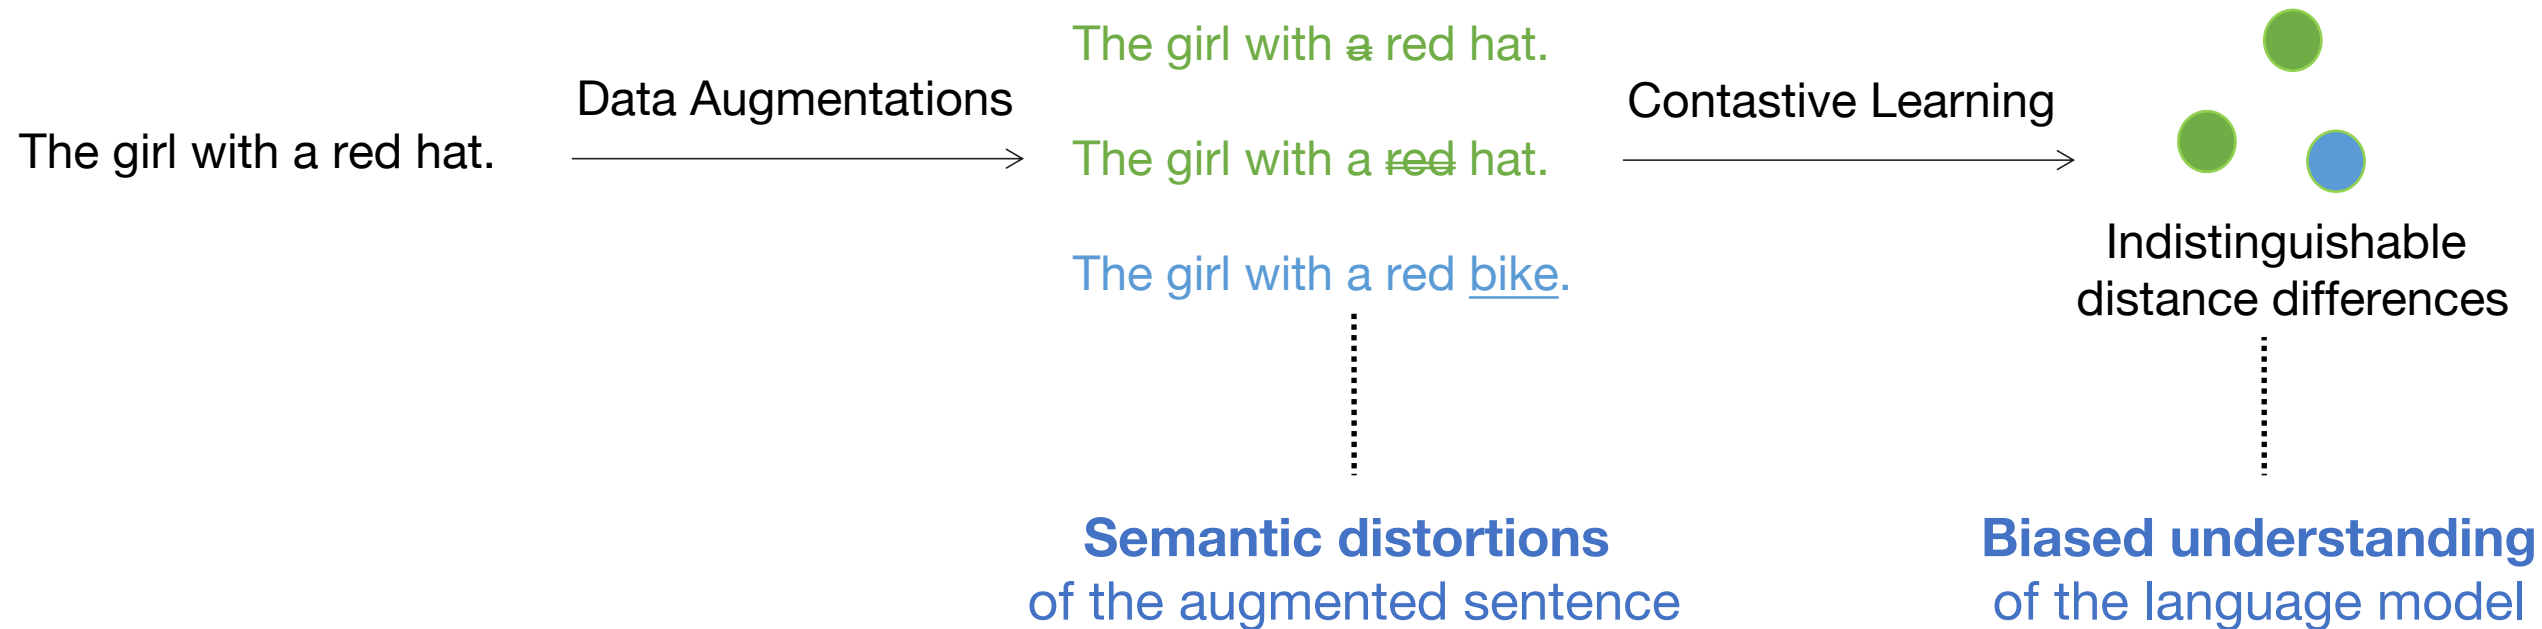 The girl with a red hat.
Data Augmentations
The girl with a red hat.
The girl with a red hat.
The girl with a red bike.
Contastive Learning
Indistinguishable
distance differences
Semantic distortions
of the augmented sentence
Biased understanding
of the language model